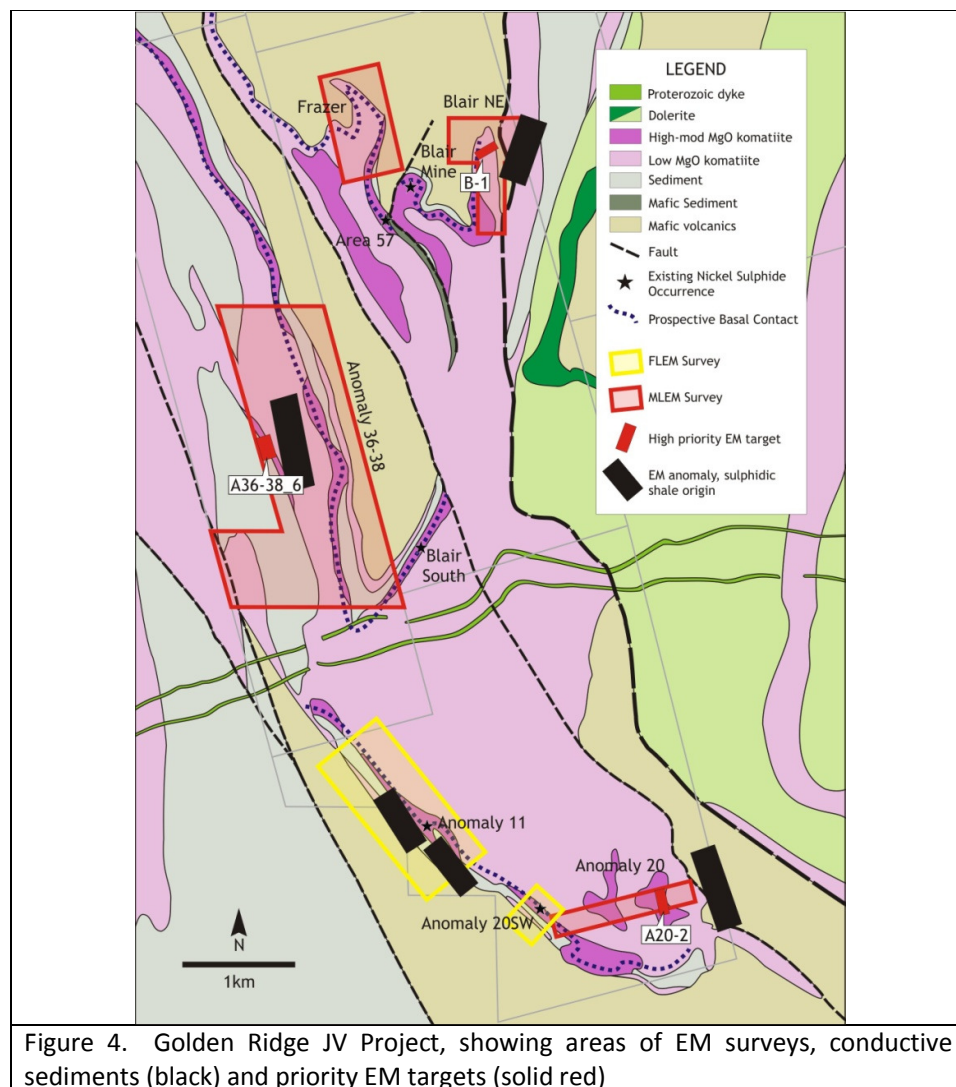 LEGEND
Proterozoic dyke
Dolerite
High-mod MgO komatiite
Low MgO komatiite
Sediment
Mafic Sediment
Mafic volcanics
Fault
Existing Nickel Sulphide
Occurrence
Prospective Basal Contact
FLEM Survey
MLEM Survey
High priority EM target
EM anomaly, sulphidic
shale origin
Frazer
Blair NE
Blair
Mine
B-1
Area 57
Anomaly 36-38
A36-38_6
Blair
South
Anomaly 11
Anomaly 20
Anomaly 20SW
A20-2
N
1km
Figure 4. Golden Ridge JV Project, showing areas of EM surveys, conductive
sediments (black) and priority EM targets (solid red)